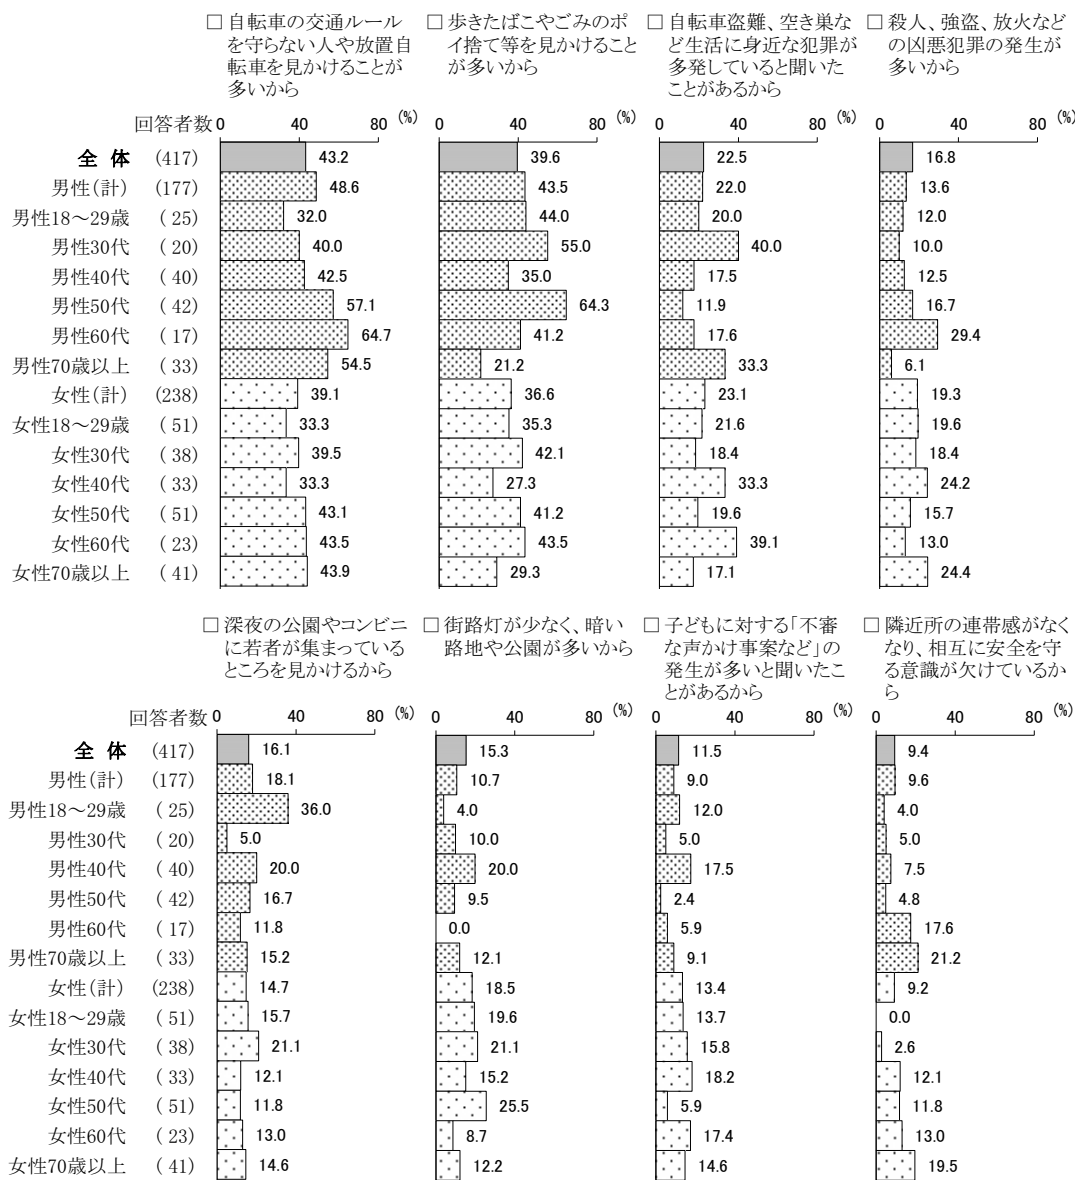 □ 自転車の交通ルール
を守らない人や放置自
転車を見かけることが
多いから
□ 歩きたばこやごみのポ
イ捨て等を見かけること
が多いから
□ 自転車盗難、空き巣な
ど生活に身近な犯罪が
多発していると聞いた
ことがあるから
□ 殺人、強盗、放火など
の凶悪犯罪の発生が
多いから
回答者数 0 40 80 (%) 0 40 80 (%) 0 40 80 (%) 0 40 80 (%)
全 体 (417) 43.2 39.6 22.5 16.8
男性(計) (177) 48.6 43.5 22.0 13.6
男性18～29歳 ( 25) 32.0 44.0 20.0 12.0
男性30代 ( 20) 40.0 55.0 40.0 10.0
男性40代 ( 40) 42.5 35.0 17.5 12.5
男性50代 ( 42) 57.1 64.3 11.9 16.7
男性60代 ( 17) 64.7 41.2 17.6 29.4
男性70歳以上 ( 33) 54.5 21.2 33.3 6.1
女性(計) (238) 39.1 36.6 23.1 19.3
女性18～29歳 ( 51) 33.3 35.3 21.6 19.6
女性30代 ( 38) 39.5 42.1 18.4 18.4
女性40代 ( 33) 33.3 27.3 33.3 24.2
女性50代 ( 51) 43.1 41.2 19.6 15.7
女性60代 ( 23) 43.5 43.5 39.1 13.0
女性70歳以上 ( 41) 43.9 29.3 17.1 24.4
□ 深夜の公園やコンビニ
に若者が集まっている
ところを見かけるから
□ 街路灯が少なく、暗い
路地や公園が多いから
□ 子どもに対する「不審
な声かけ事案など」の
発生が多いと聞いたこ
とがあるから
□ 隣近所の連帯感がなく
なり、相互に安全を守
る意識が欠けているか
ら
回答者数 0 40 80 (%) 0 40 80 (%) 0 40 80 (%) 0 40 80 (%)
全 体 (417) 16.1 15.3 11.5 9.4
男性(計) (177) 18.1 10.7 9.0 9.6
男性18～29歳 ( 25) 36.0 4.0 12.0 4.0
男性30代 ( 20) 5.0 10.0 5.0 5.0
男性40代 ( 40) 20.0 20.0 17.5 7.5
男性50代 ( 42) 16.7 9.5 2.4 4.8
男性60代 ( 17) 11.8 0.0 5.9 17.6
男性70歳以上 ( 33) 15.2 12.1 9.1 21.2
女性(計) (238) 14.7 18.5 13.4 9.2
女性18～29歳 ( 51) 15.7 19.6 13.7 0.0
女性30代 ( 38) 21.1 21.1 15.8 2.6
女性40代 ( 33) 12.1 15.2 18.2 12.1
女性50代 ( 51) 11.8 25.5 5.9 11.8
女性60代 ( 23) 13.0 8.7 17.4 13.0
女性70歳以上 ( 41) 14.6 12.2 14.6 19.5